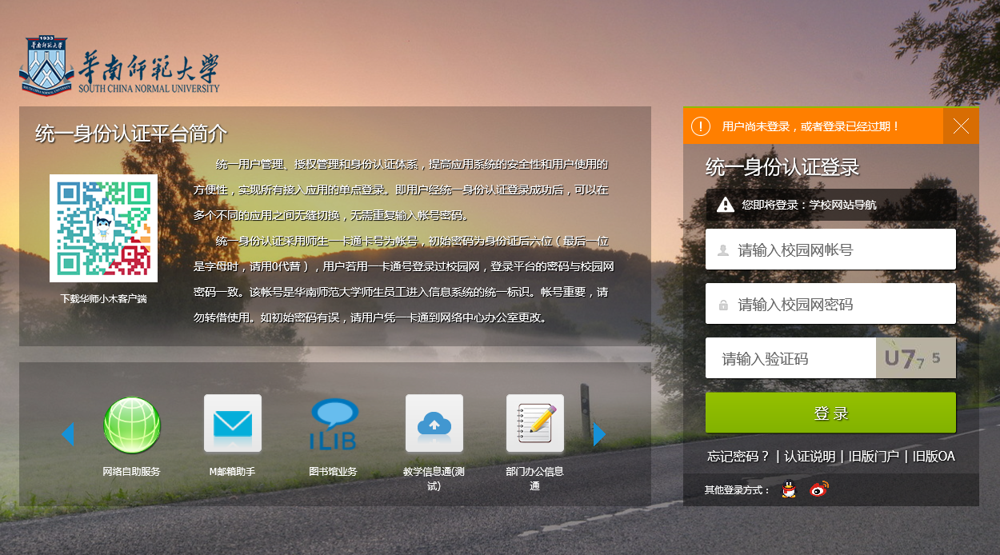 1933
华南师范大学
SOUTH CHINA NORMAL UNIVERSITY
華南师範大学
SOUTH CHINA NORMAL UNIVERSITY
统一身份认证平台简介
下载华师小木客户端
统一用户管理、授权管理和身份认证体系，提高应用系统的安全性和用户使用的
方便性，实现所有接入应用的单点登录。即用户经统一身份认证登录成功后，可以在
多个不同的应用之间无缝切换，无需重复输入帐号密码。
统一身份认证采用师生一卡通卡号为帐号，初始密码为身份证后六位（最后一位
是字母时，请用0代替），用户若用一卡通号登录过校园网，登录平台的密码与校园网
密码一致。该帐号是华南师范大学师生员工进入信息系统的统一标识。帐号重要，请
勿转借使用。如初始密码有误，请用户凭一卡通到网络中心办公室更改。
网络自助服务
M邮箱助手
iLIB
图书馆业务
教学信息通(测
试)
部门办公信息
通
用户尚未登录，或者登录已经过期！
统一身份认证登录
您即将登录：学校网站导航
请输入校园网帐号
请输入校园网密码
请输入验证码
U775
登 录
忘记密码？ | 认证说明 | 旧版门户 | 旧版OA
其他登录方式：